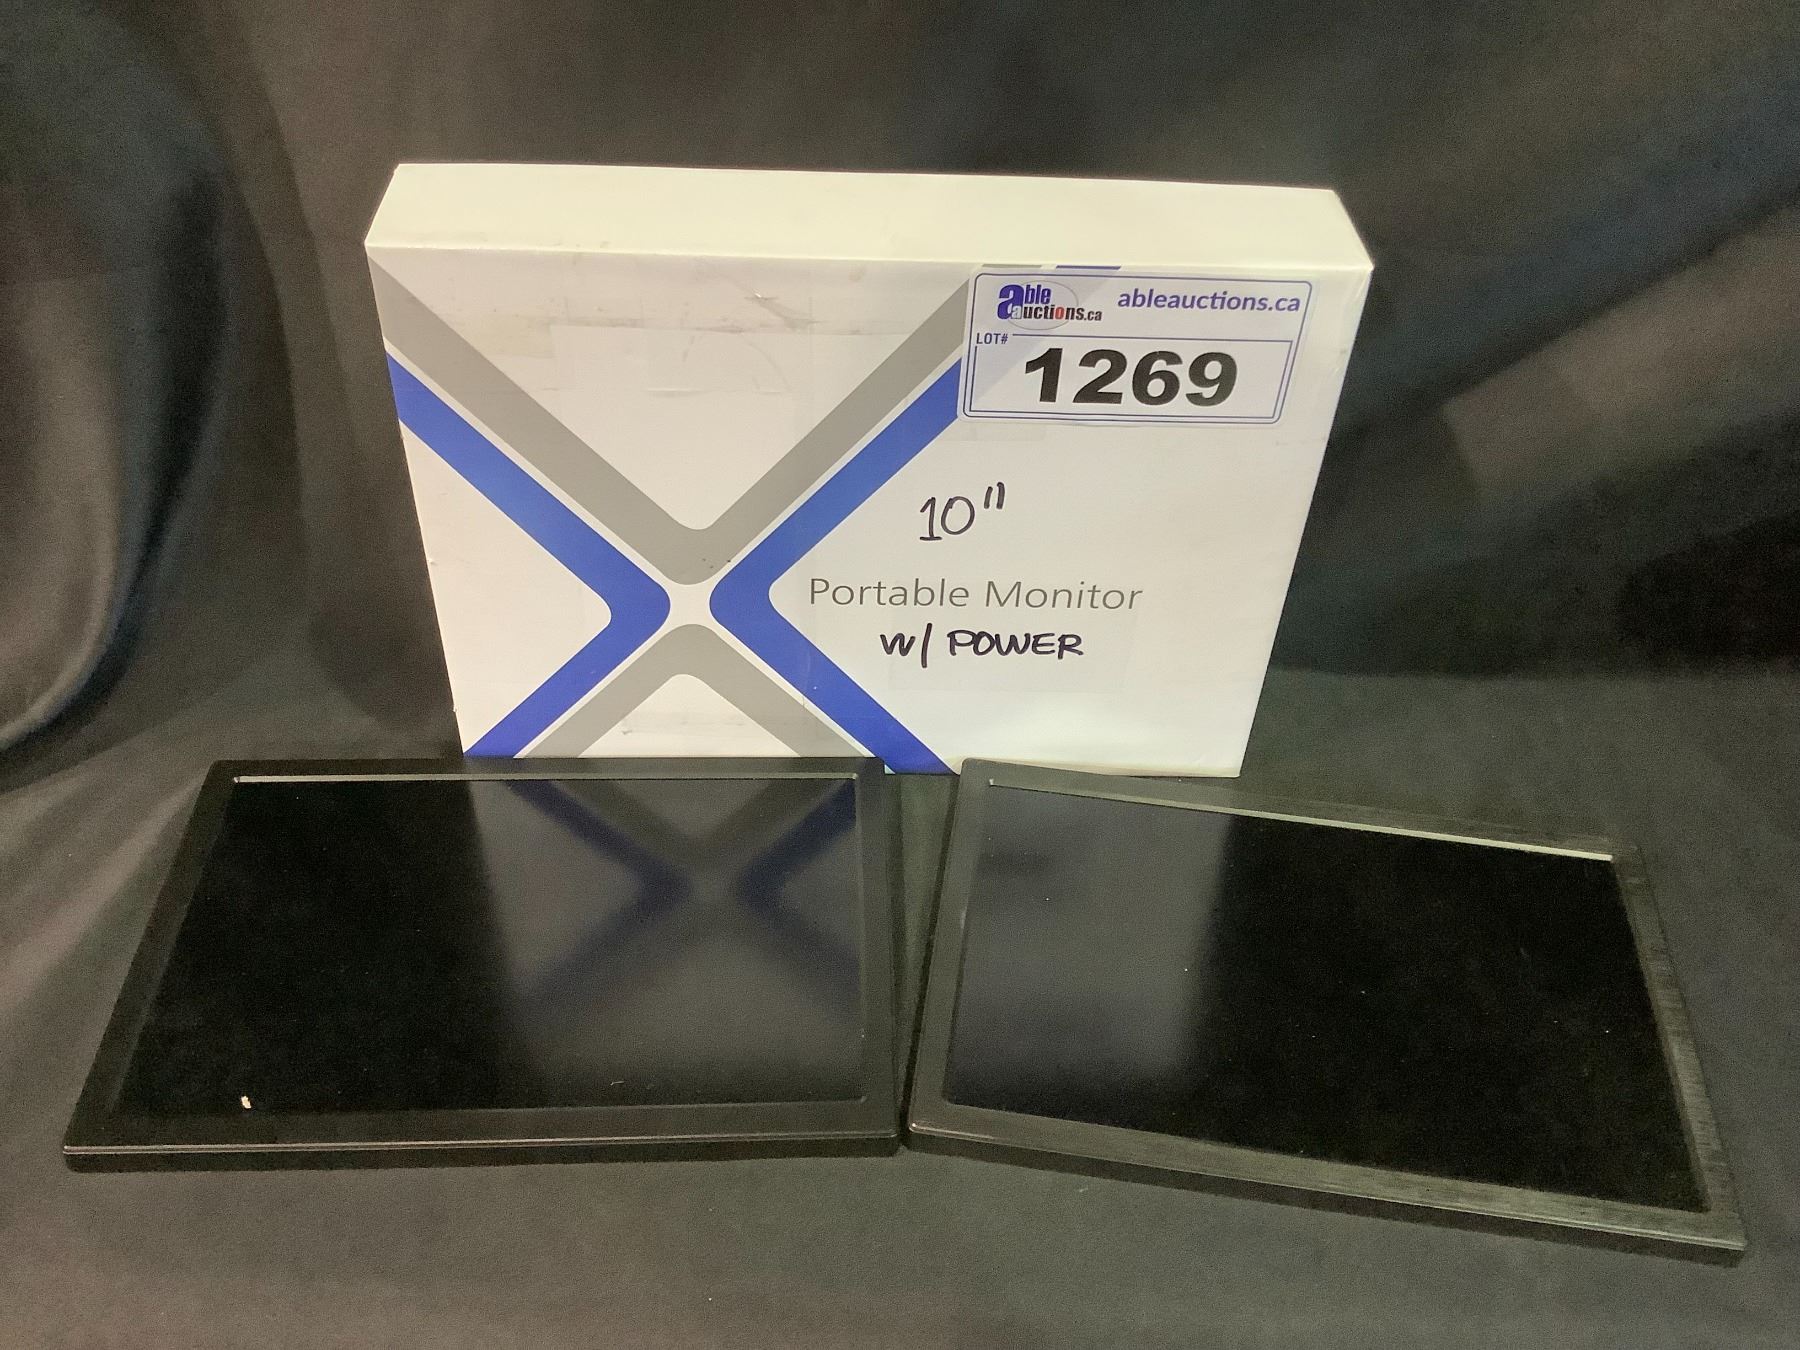 able auctions.ca
ableauctions.ca
LOT#
1269
10"
Portable Monitor
W/ POWER